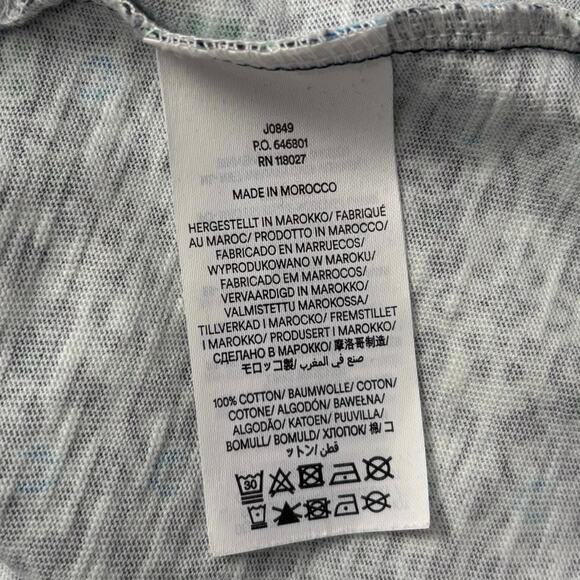 J0849
P.O. 646801
RN 118027
MADE IN MOROCCO
HERGESTELLT IN MAROKKO/ FABRIQUÉ
AU MAROC/ PRODOTTO IN MAROCCO/
FABRICADO EN MARRUECOS/
WYPRODUKOWANO W MAROKU/
FABRICADO EM MARROCOS/
VERVAARDIGD IN MAROKKO/
VALMISTETTU MAROKOSSA/
TILLVERKAD I MAROCKO/ FREMSTILLET
I MAROKKO/ PRODUSERT I MAROKKO/
СДЕЛАНО В МАРОККО/ 摩洛哥制造/
モロッコ製/ صنع في المغرب/
100% COTTON/ BAUMWOLLE/ COTON/
COTONE/ ALGODÓN/ BAWEŁNA/
ALGODÃO/ KATOEN/ PUUVILLA/
BOMULL/ BOMULD/ ХЛОПОК/ 棉/ コ
ットン/ قطن/
30